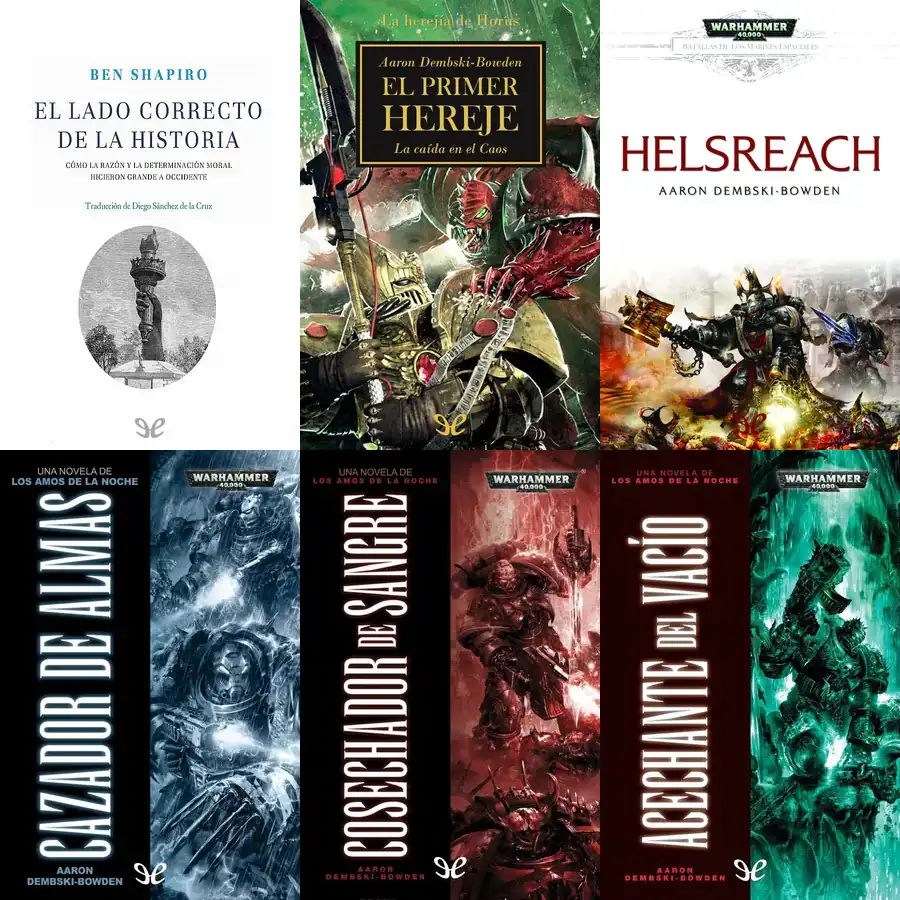 BEN SHAPIRO
EL LADO CORRECTO
DE LA HISTORIA
CÓMO LA RAZÓN Y LA DETERMINACIÓN MORAL
HICIERON GRANDE A OCCIDENTE
Traducción de Diego Sánchez de la Cruz
La herejía de Horus
Aaron Dembski-Bowden
EL PRIMER
HEREJE
La caída en el Caos
WARHAMMER
40,000
BATALLAS DE LOS MARINES ESPACIALES
HELSREACH
AARON DEMBSKI-BOWDEN
UNA NOVELA DE
LOS AMOS DE LA NOCHE
CAZADOR DE ALMAS
AARON
DEMBSKI-BOWDEN
WARHAMMER
40,000
UNA NOVELA DE
LOS AMOS DE LA NOCHE
COSECHADOR DE SANGRE
AARON
DEMBSKI-BOWDEN
WARHAMMER
40,000
UNA NOVELA DE
LOS AMOS DE LA NOCHE
ACECHANTE DEL VACÍO
AARON
DEMBSKI-BOWDEN
WARHAMMER
40,000